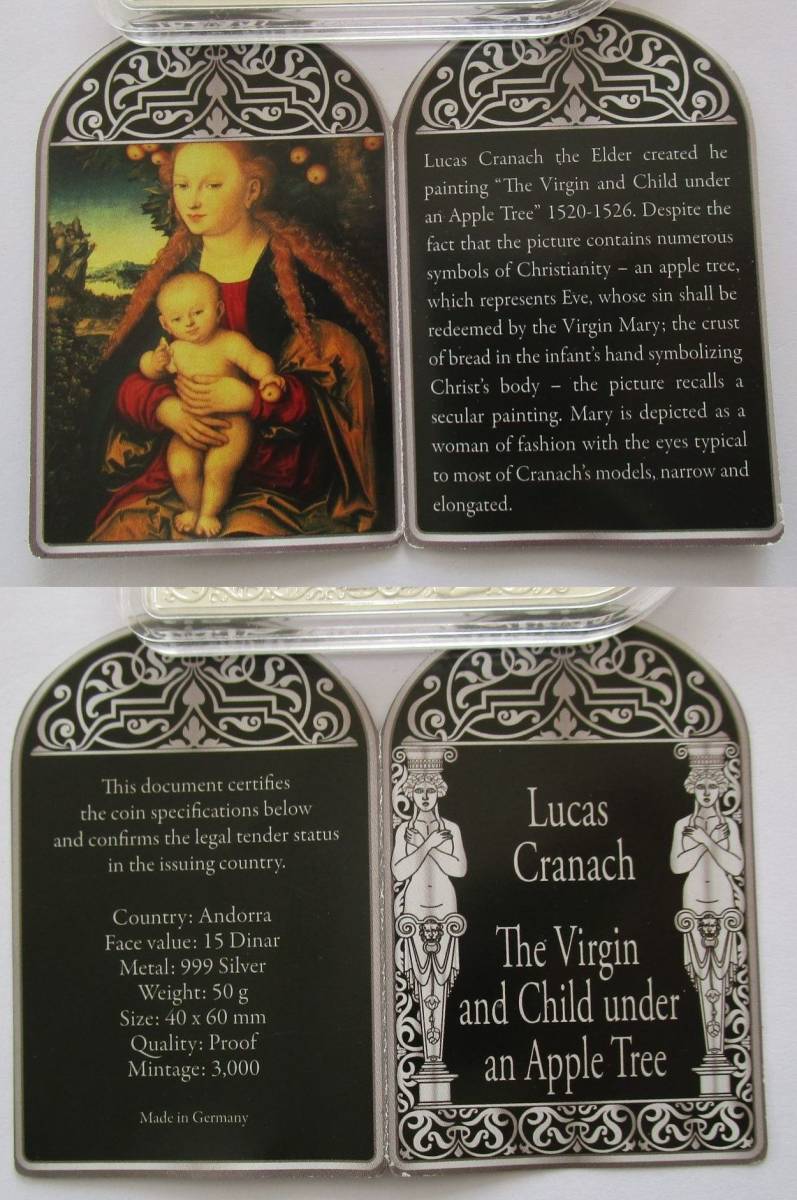 Lucas Cranach the Elder created he
painting “The Virgin and Child under
an Apple Tree” 1520-1526. Despite the
fact that the picture contains numerous
symbols of Christianity – an apple tree,
which represents Eve, whose sin shall be
redeemed by the Virgin Mary; the crust
of bread in the infant’s hand symbolizing
Christ’s body – the picture recalls a
secular painting. Mary is depicted as a
woman of fashion with the eyes typical
to most of Cranach’s models, narrow and
elongated.
This document certifies
the coin specifications below
and confirms the legal tender status
in the issuing country.
Country: Andorra
Face value: 15 Dinar
Metal: 999 Silver
Weight: 50 g
Size: 40 x 60 mm
Quality: Proof
Mintage: 3,000
Made in Germany
Lucas
Cranach
The Virgin
and Child under
an Apple Tree